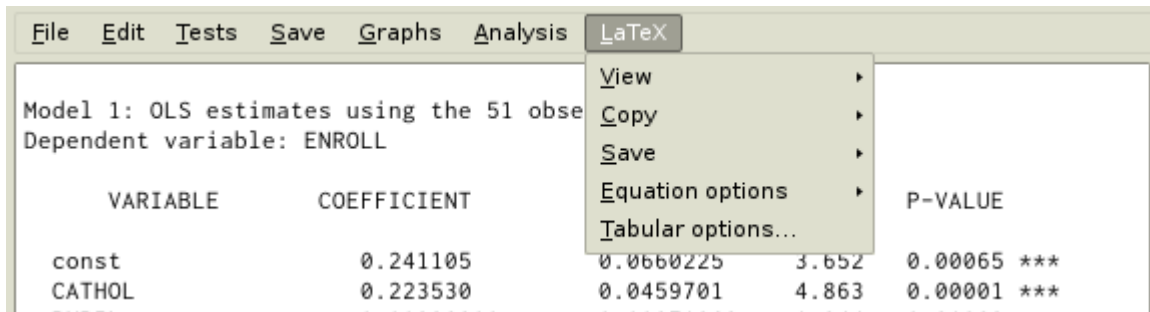 File Edit Tests Save Graphs Analysis LaTeX
View
Model 1: OLS estimates using the 51 obse
Copy
Dependent variable: ENROLL
Save
Equation options
VARIABLE COEFFICIENT P-VALUE
Tabular options...
const 0.241105 0.0660225 3.652 0.00065 ***
CATHOL 0.223530 0.0459701 4.863 0.00001 ***